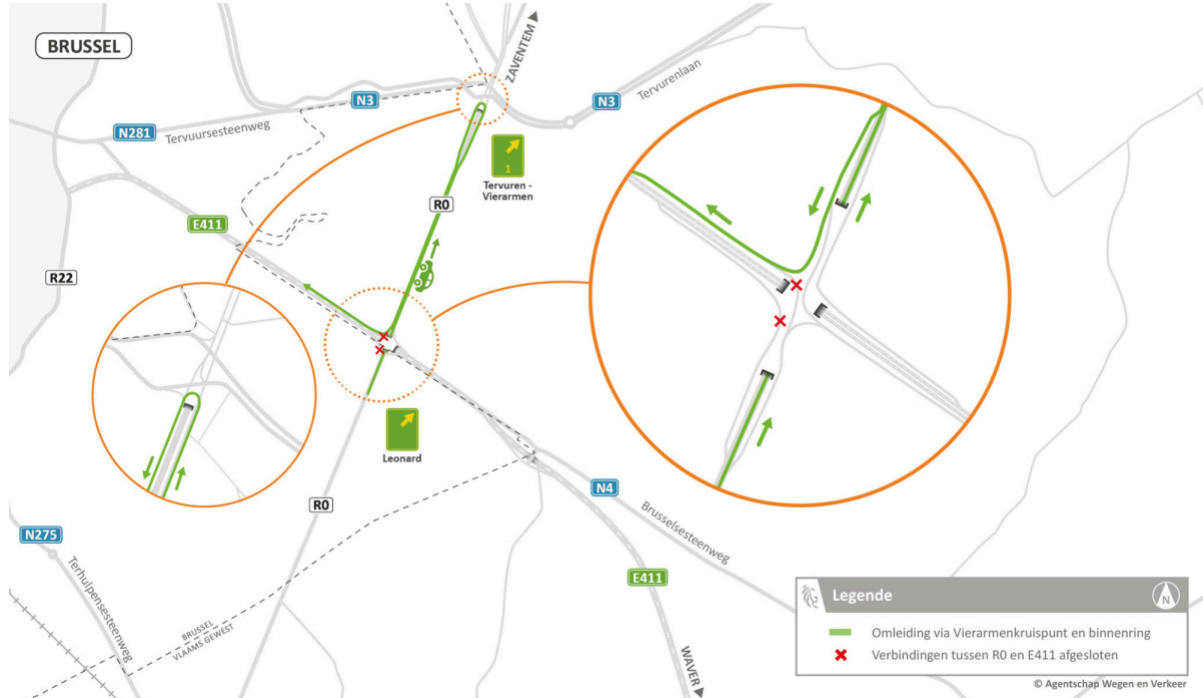 BRUSSEL
ZAVENTEM
N3
Tervurenlaan
N3
N281
Tervuursesteenweg
1
Tervuren -
Vierarmen
R0
E411
R22
Leonard
R0
N4
Brusselsesteenweg
N275
Terhulpensesteenweg
E411
BRUSSEL
VLAAMS GEWEST
WAVER
Legende
N
Omleiding via Vierarmenkruispunt en binnenring
Verbindingen tussen R0 en E411 afgesloten
© Agentschap Wegen en Verkeer